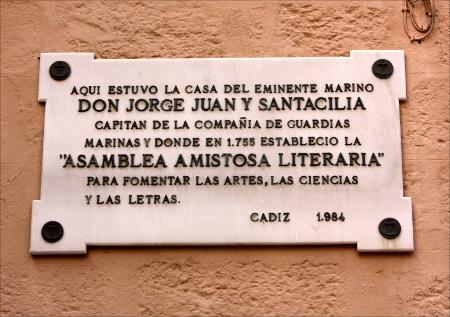 AQUI ESTUVO LA CASA DEL EMINENTE MARINO
DON JORGE JUAN Y SANTACILIA
CAPITAN DE LA COMPAÑIA DE GUARDIAS
MARINAS Y DONDE EN 1.755 ESTABLECIO LA
"ASAMBLEA AMISTOSA LITERARIA"
PARA FOMENTAR LAS ARTES, LAS CIENCIAS
Y LAS LETRAS.
CADIZ 1.984